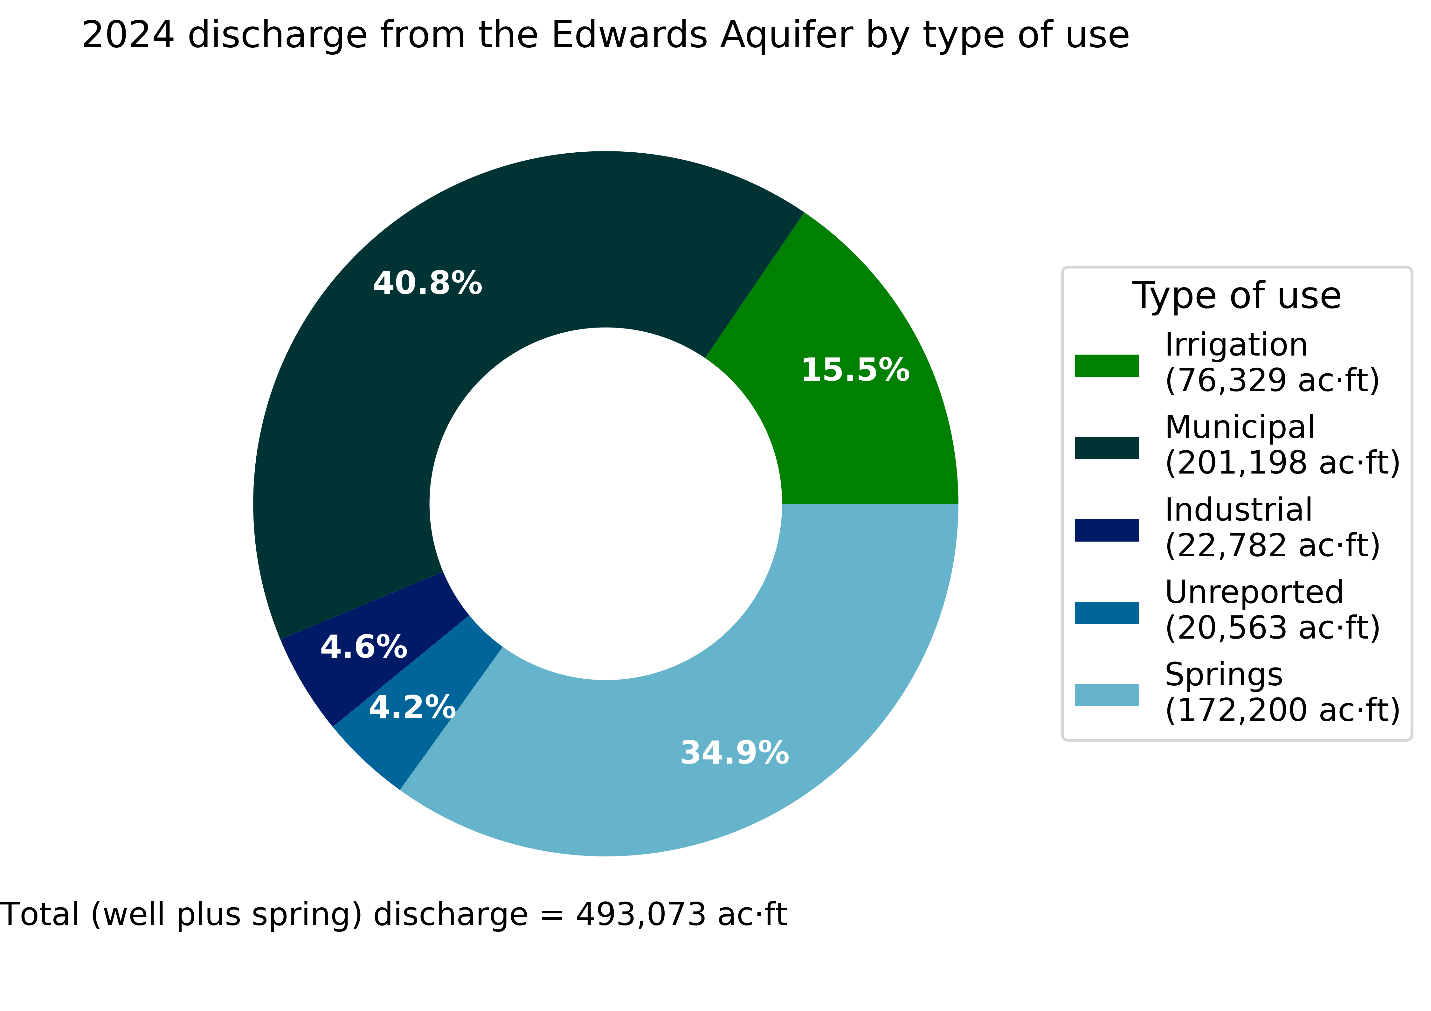 2024 discharge from the Edwards Aquifer by type of use
40.8%
15.5%
4.6%
4.2%
34.9%
Type of use
Irrigation
(76,329 ac·ft)
Municipal
(201,198 ac·ft)
Industrial
(22,782 ac·ft)
Unreported
(20,563 ac·ft)
Springs
(172,200 ac·ft)
Total (well plus spring) discharge = 493,073 ac·ft